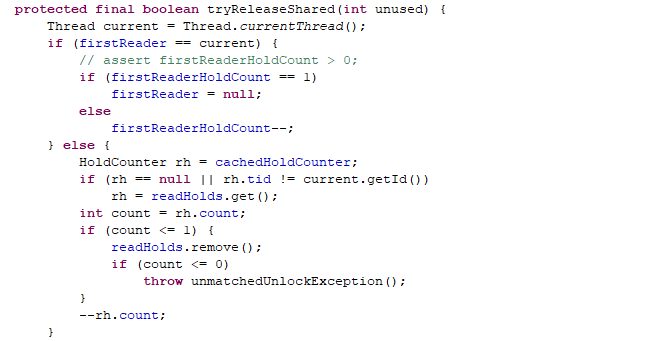 protected final boolean tryReleaseShared(int unused) {
    Thread current = Thread.currentThread();
    if (firstReader == current) {
        // assert firstReaderHoldCount > 0;
        if (firstReaderHoldCount == 1)
            firstReader = null;
        else
            firstReaderHoldCount--;
    } else {
        HoldCounter rh = cachedHoldCounter;
        if (rh == null || rh.tid != current.getId())
            rh = readHolds.get();
        int count = rh.count;
        if (count <= 1) {
            readHolds.remove();
            if (count <= 0)
                throw unmatchedUnlockException();
        }
        --rh.count;
    }